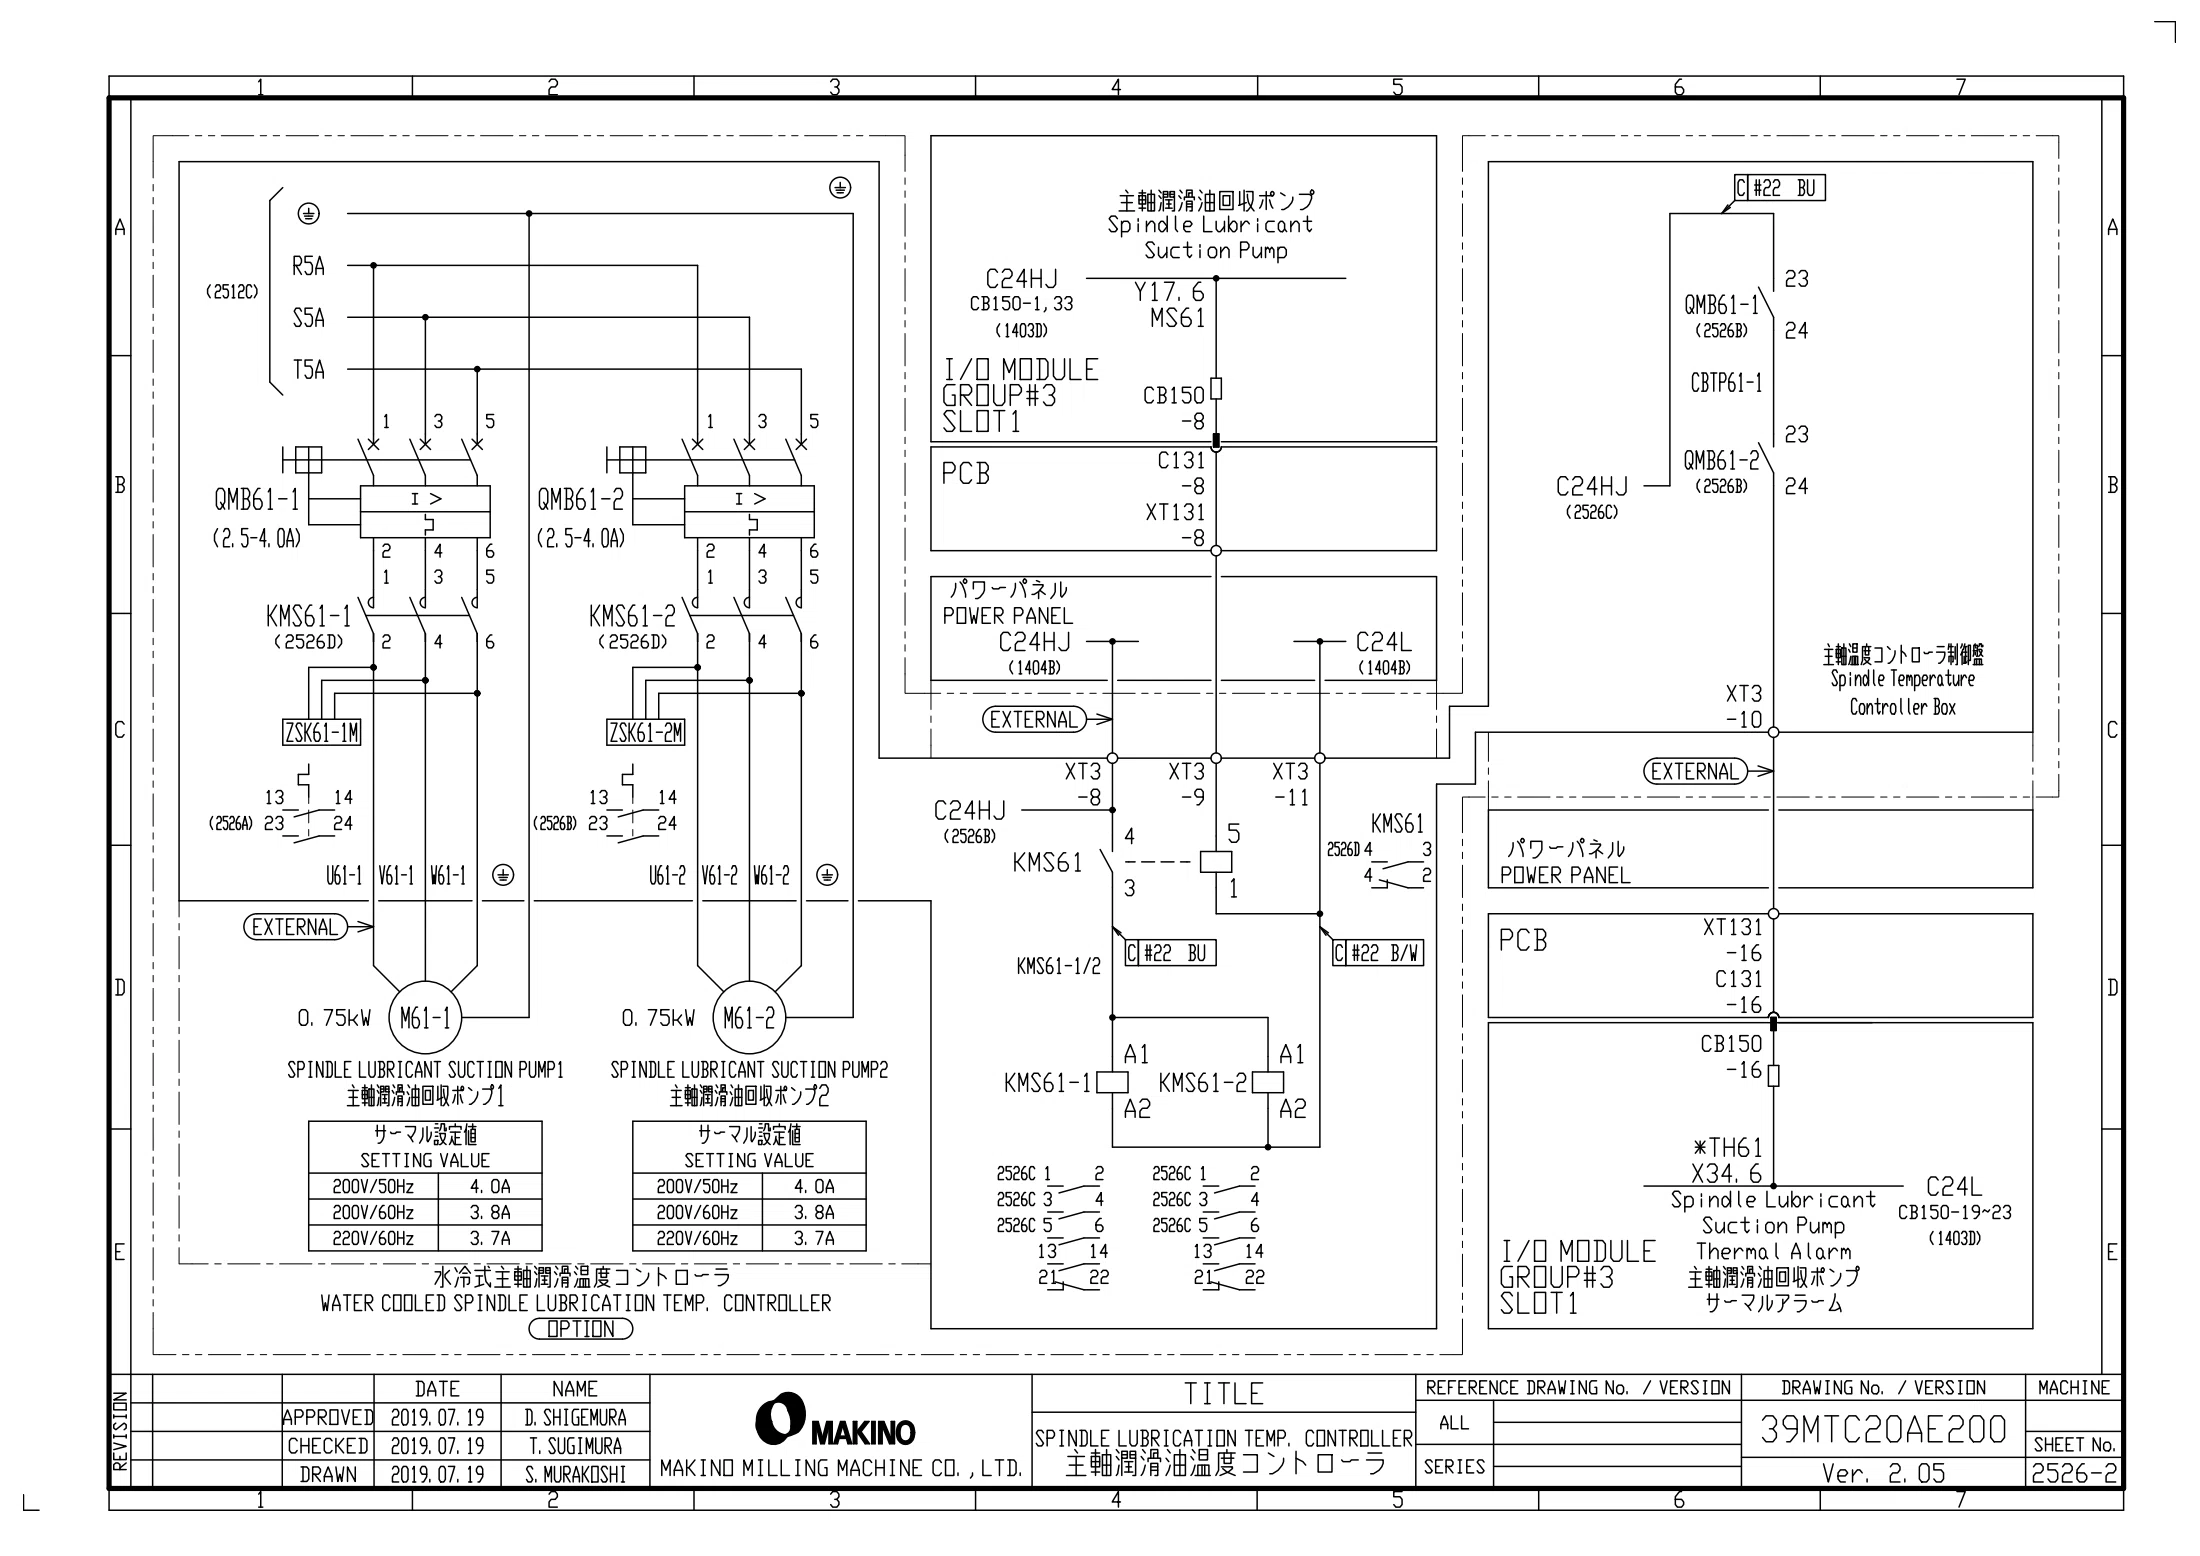 1 2 3 4 5 6 7
A
B
C
D
E
(2512C)
R5A
S5A
T5A
1 3 5
QMB61-1
(2.5-4.0A)
I >
2 4 6
1 3 5
KMS61-1
(2526D)
2 4 6
ZSK61-1M
13 14
(2526A) 23 24
U61-1 V61-1 W61-1
EXTERNAL
0.75kW M61-1
SPINDLE LUBRICANT SUCTION PUMP1
主軸潤滑油回収ポンプ1
サーマル設定値
SETTING VALUE
200V/50Hz 4.0A
200V/60Hz 3.8A
220V/60Hz 3.7A
1 3 5
QMB61-2
(2.5-4.0A)
I >
2 4 6
1 3 5
KMS61-2
(2526D)
2 4 6
ZSK61-2M
13 14
(2526B) 23 24
U61-2 V61-2 W61-2
0.75kW M61-2
SPINDLE LUBRICANT SUCTION PUMP2
主軸潤滑油回収ポンプ2
サーマル設定値
SETTING VALUE
200V/50Hz 4.0A
200V/60Hz 3.8A
220V/60Hz 3.7A
水冷式主軸潤滑温度コントローラ
WATER COOLED SPINDLE LUBRICATION TEMP. CONTROLLER
OPTION
主軸潤滑油回収ポンプ
Spindle Lubricant
Suction Pump
C24HJ
CB150-1,33
(1403D)
Y17.6
MS61
I/O MODULE
GROUP#3
SLOT1
CB150
-8
PCB
C131
-8
XT131
-8
パワーパネル
POWER PANEL
C24HJ
(1404B)
C24L
(1404B)
EXTERNAL
XT3 XT3 XT3
-8 -9 -11
C24HJ
(2526B)
4 5
KMS61
3 1
KMS61
2526D 4 3
4 2
C #22 BU
C #22 B/W
KMS61-1/2
A1 A1
KMS61-1 KMS61-2
A2 A2
2526C 1 2 2526C 1 2
2526C 3 4 2526C 3 4
2526C 5 6 2526C 5 6
13 14 13 14
21 22 21 22
C #22 BU
23
QMB61-1
(2526B) 24
CBTP61-1
23
QMB61-2
(2526B) 24
C24HJ
(2526C)
主軸温度コントローラ制御盤
Spindle Temperature
Controller Box
XT3
-10
EXTERNAL
パワーパネル
POWER PANEL
PCB
XT131
-16
C131
-16
CB150
-16
*TH61
X34.6
Spindle Lubricant
Suction Pump
Thermal Alarm
主軸潤滑油回収ポンプ
サーマルアラーム
C24L
CB150-19~23
(1403D)
I/O MODULE
GROUP#3
SLOT1
A
B
C
D
E
REVISION
DATE NAME
APPROVED 2019.07.19 D. SHIGEMURA
CHECKED 2019.07.19 T. SUGIMURA
DRAWN 2019.07.19 S. MURAKOSHI
MAKINO
MAKINO MILLING MACHINE CO.,LTD.
TITLE
SPINDLE LUBRICATION TEMP. CONTROLLER
主軸潤滑油温度コントローラ
REFERENCE DRAWING No. / VERSION
ALL
SERIES
DRAWING No. / VERSION
39MTC20AE200
Ver. 2.05
MACHINE
SHEET No.
2526-2
1 2 3 4 5 6 7